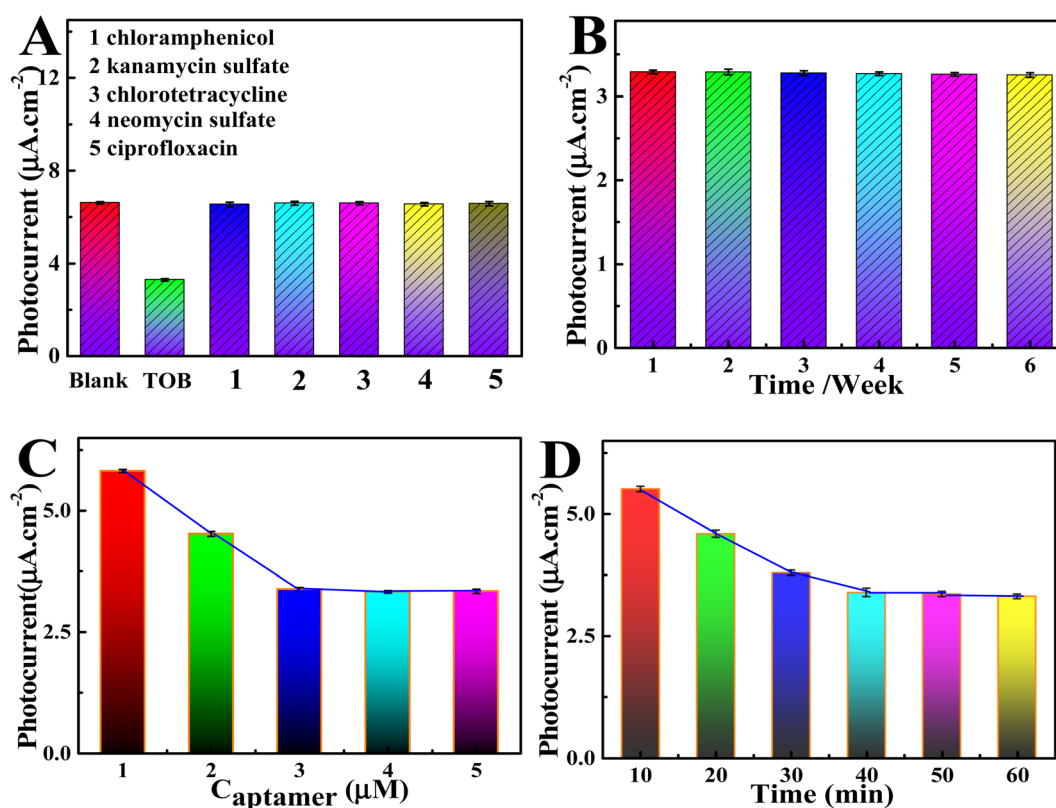 A
1 chloramphenicol
2 kanamycin sulfate
3 chlorotetracycline
4 neomycin sulfate
5 ciprofloxacin
Photocurrent (μA.cm⁻²)
12
8
4
0
Blank TOB 1 2 3 4 5
B
Photocurrent (μA.cm⁻²)
3
2
1
0
1 2 3 4 5 6
Time /Week
C
Photocurrent(μA.cm⁻²)
5.0
2.5
0.0
1 2 3 4 5
Captamer (μM)
D
Photocurrent (μA.cm⁻²)
5.0
2.5
0.0
10 20 30 40 50 60
Time (min)